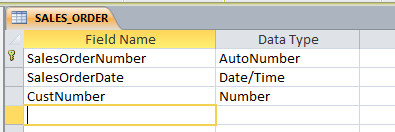 SALES_ORDER
Field Name Data Type
SalesOrderNumber AutoNumber
SalesOrderDate Date/Time
CustNumber Number